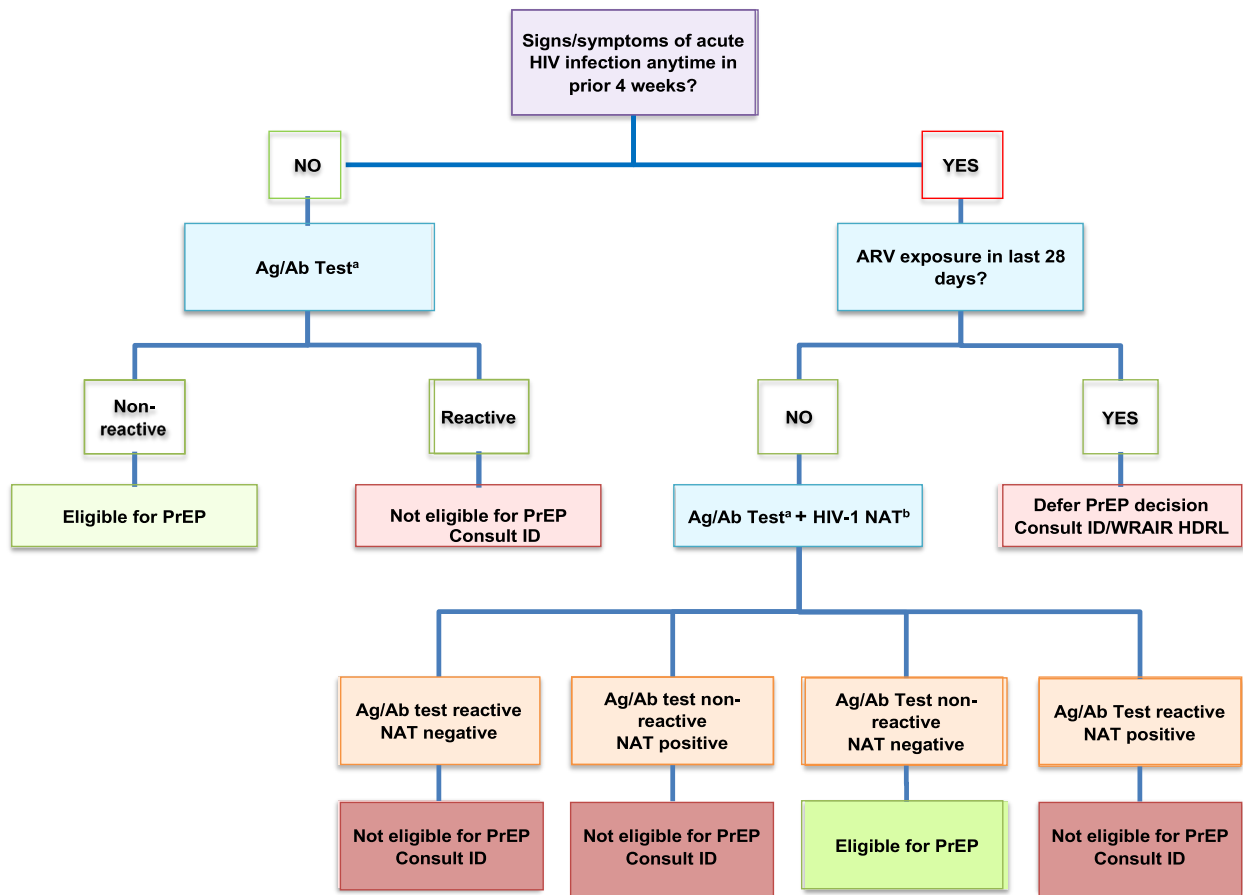 Signs/symptoms of acute
HIV infection anytime in
prior 4 weeks?
NO
YES
Ag/Ab Testᵃ
ARV exposure in last 28
days?
Non-
reactive
Reactive
NO
YES
Eligible for PrEP
Not eligible for PrEP
Consult ID
Ag/Ab Testᵃ + HIV-1 NATᵇ
Defer PrEP decision
Consult ID/WRAIR HDRL
Ag/Ab test reactive
NAT negative
Ag/Ab test non-
reactive
NAT positive
Ag/Ab Test non-
reactive
NAT negative
Ag/Ab Test reactive
NAT positive
Not eligible for PrEP
Consult ID
Not eligible for PrEP
Consult ID
Eligible for PrEP
Not eligible for PrEP
Consult ID